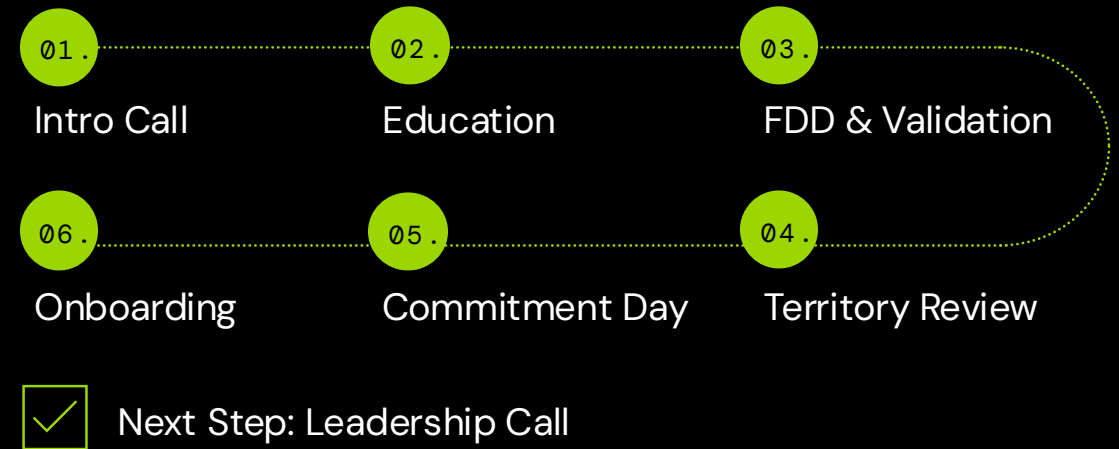 01.
Intro Call
02.
Education
03.
FDD & Validation
04.
Territory Review
05.
Commitment Day
06.
Onboarding
Next Step: Leadership Call